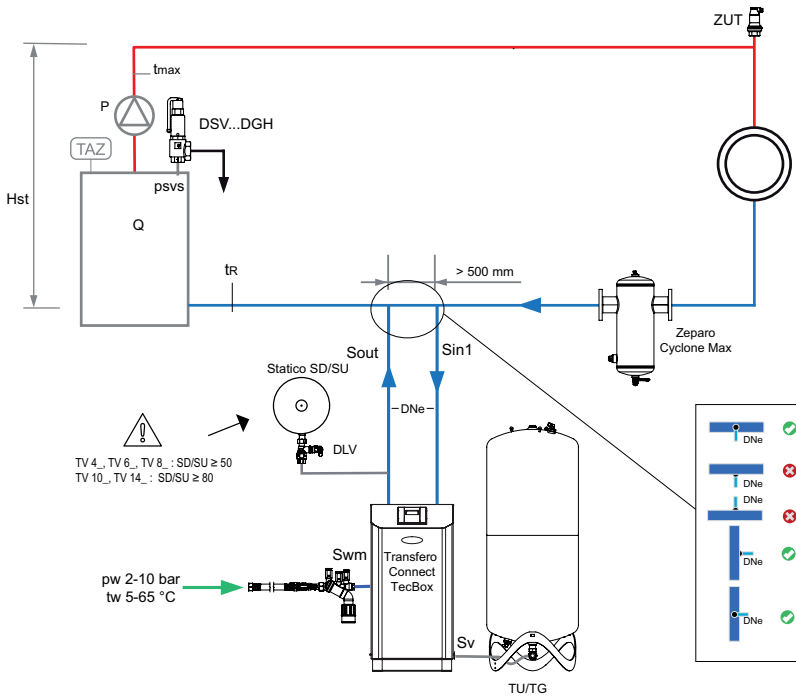 ZUT
tmax
P
DSV...DGH
TAZ
psvs
Hst
Q
> 500 mm
tR
Zeparo
Cyclone Max
Sout
Sin1
Statico SD/SU
DNe
DLV
TV 4_, TV 6_, TV 8_ : SD/SU ≥ 50
TV 10_, TV 14_ : SD/SU ≥ 80
DNe
DNe
DNe
DNe
DNe
Swm
Transfero
Connect
TecBox
pw 2-10 bar
tw 5-65 °C
Sv
TU/TG